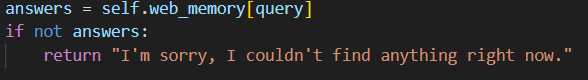 answers = self.web_memory[query]
if not answers:
    return "I'm sorry, I couldn't find anything right now."